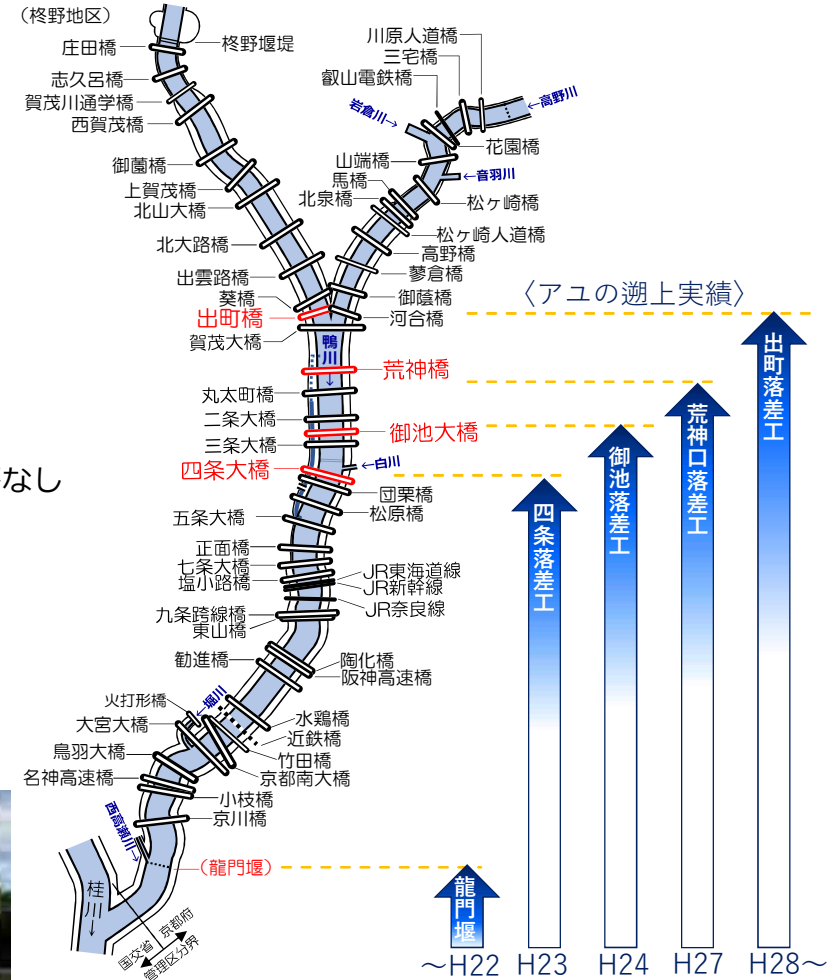 （柊野地区）
庄田橋
柊野堰堤
志久呂橋
賀茂川通学橋
西賀茂橋
御薗橋
上賀茂橋
北山大橋
北大路橋
出雲路橋
葵橋
出町橋
賀茂大橋
川原人道橋
三宅橋
叡山電鉄橋
岩倉川→
←高野川
花園橋
山端橋
←音羽川
馬橋
北泉橋
松ヶ崎橋
松ヶ崎人道橋
高野橋
蓼倉橋
御蔭橋
河合橋
鴨川→
荒神橋
丸太町橋
二条大橋
御池大橋
三条大橋
四条大橋
←白川
なし
団栗橋
松原橋
五条大橋
正面橋
七条大橋
塩小路橋
JR東海道線
JR新幹線
JR奈良線
九条跨線橋
東山橋
勧進橋
陶化橋
阪神高速橋
火打形橋
←堀川
大宮大橋
水鶏橋
近鉄橋
竹田橋
京都南大橋
鳥羽大橋
名神高速橋
小枝橋
京川橋
西高瀬川→
（龍門堰）
桂川→
国交省
京都府
管理区分界
〈アユの遡上実績〉
龍門堰
四条落差工
御池落差工
荒神口落差工
出町落差工
～H22
H23
H24
H27
H28～